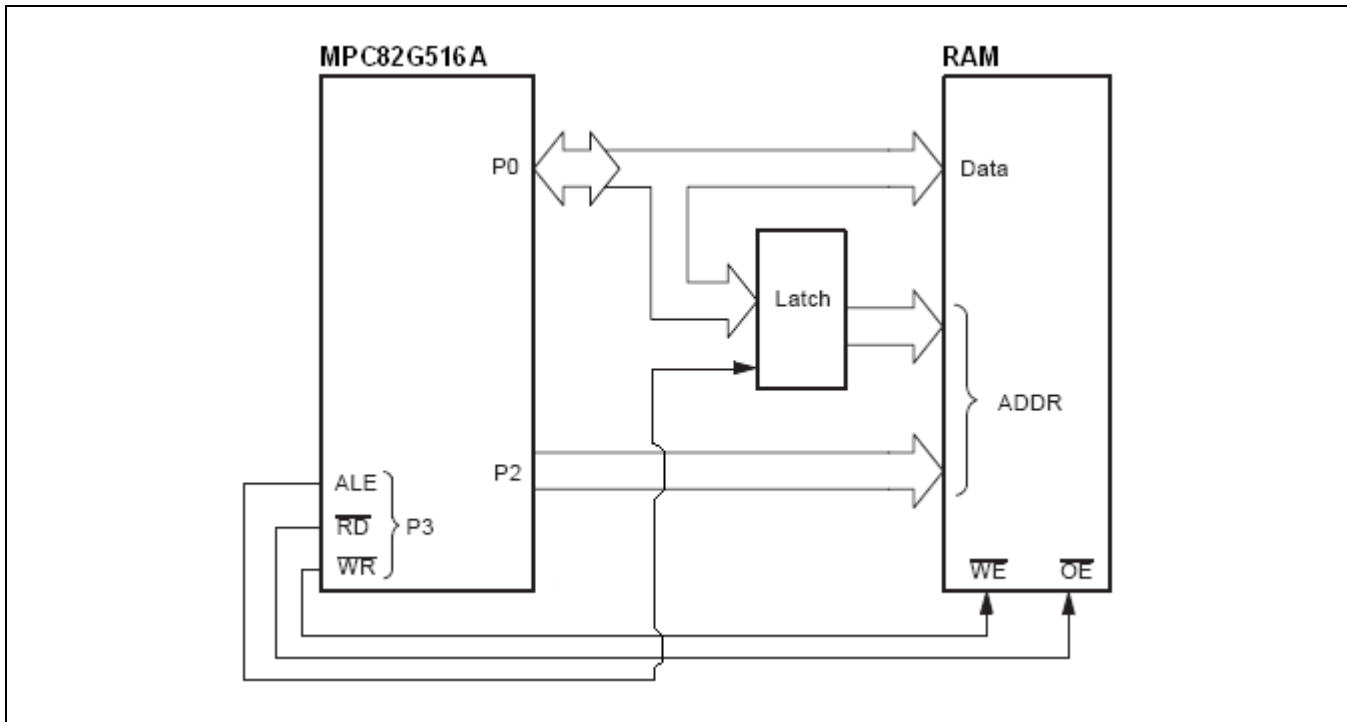 MPC82G516A
RAM
P0
Data
Latch
ADDR
P2
ALE
RD
P3
WR
WE
OE